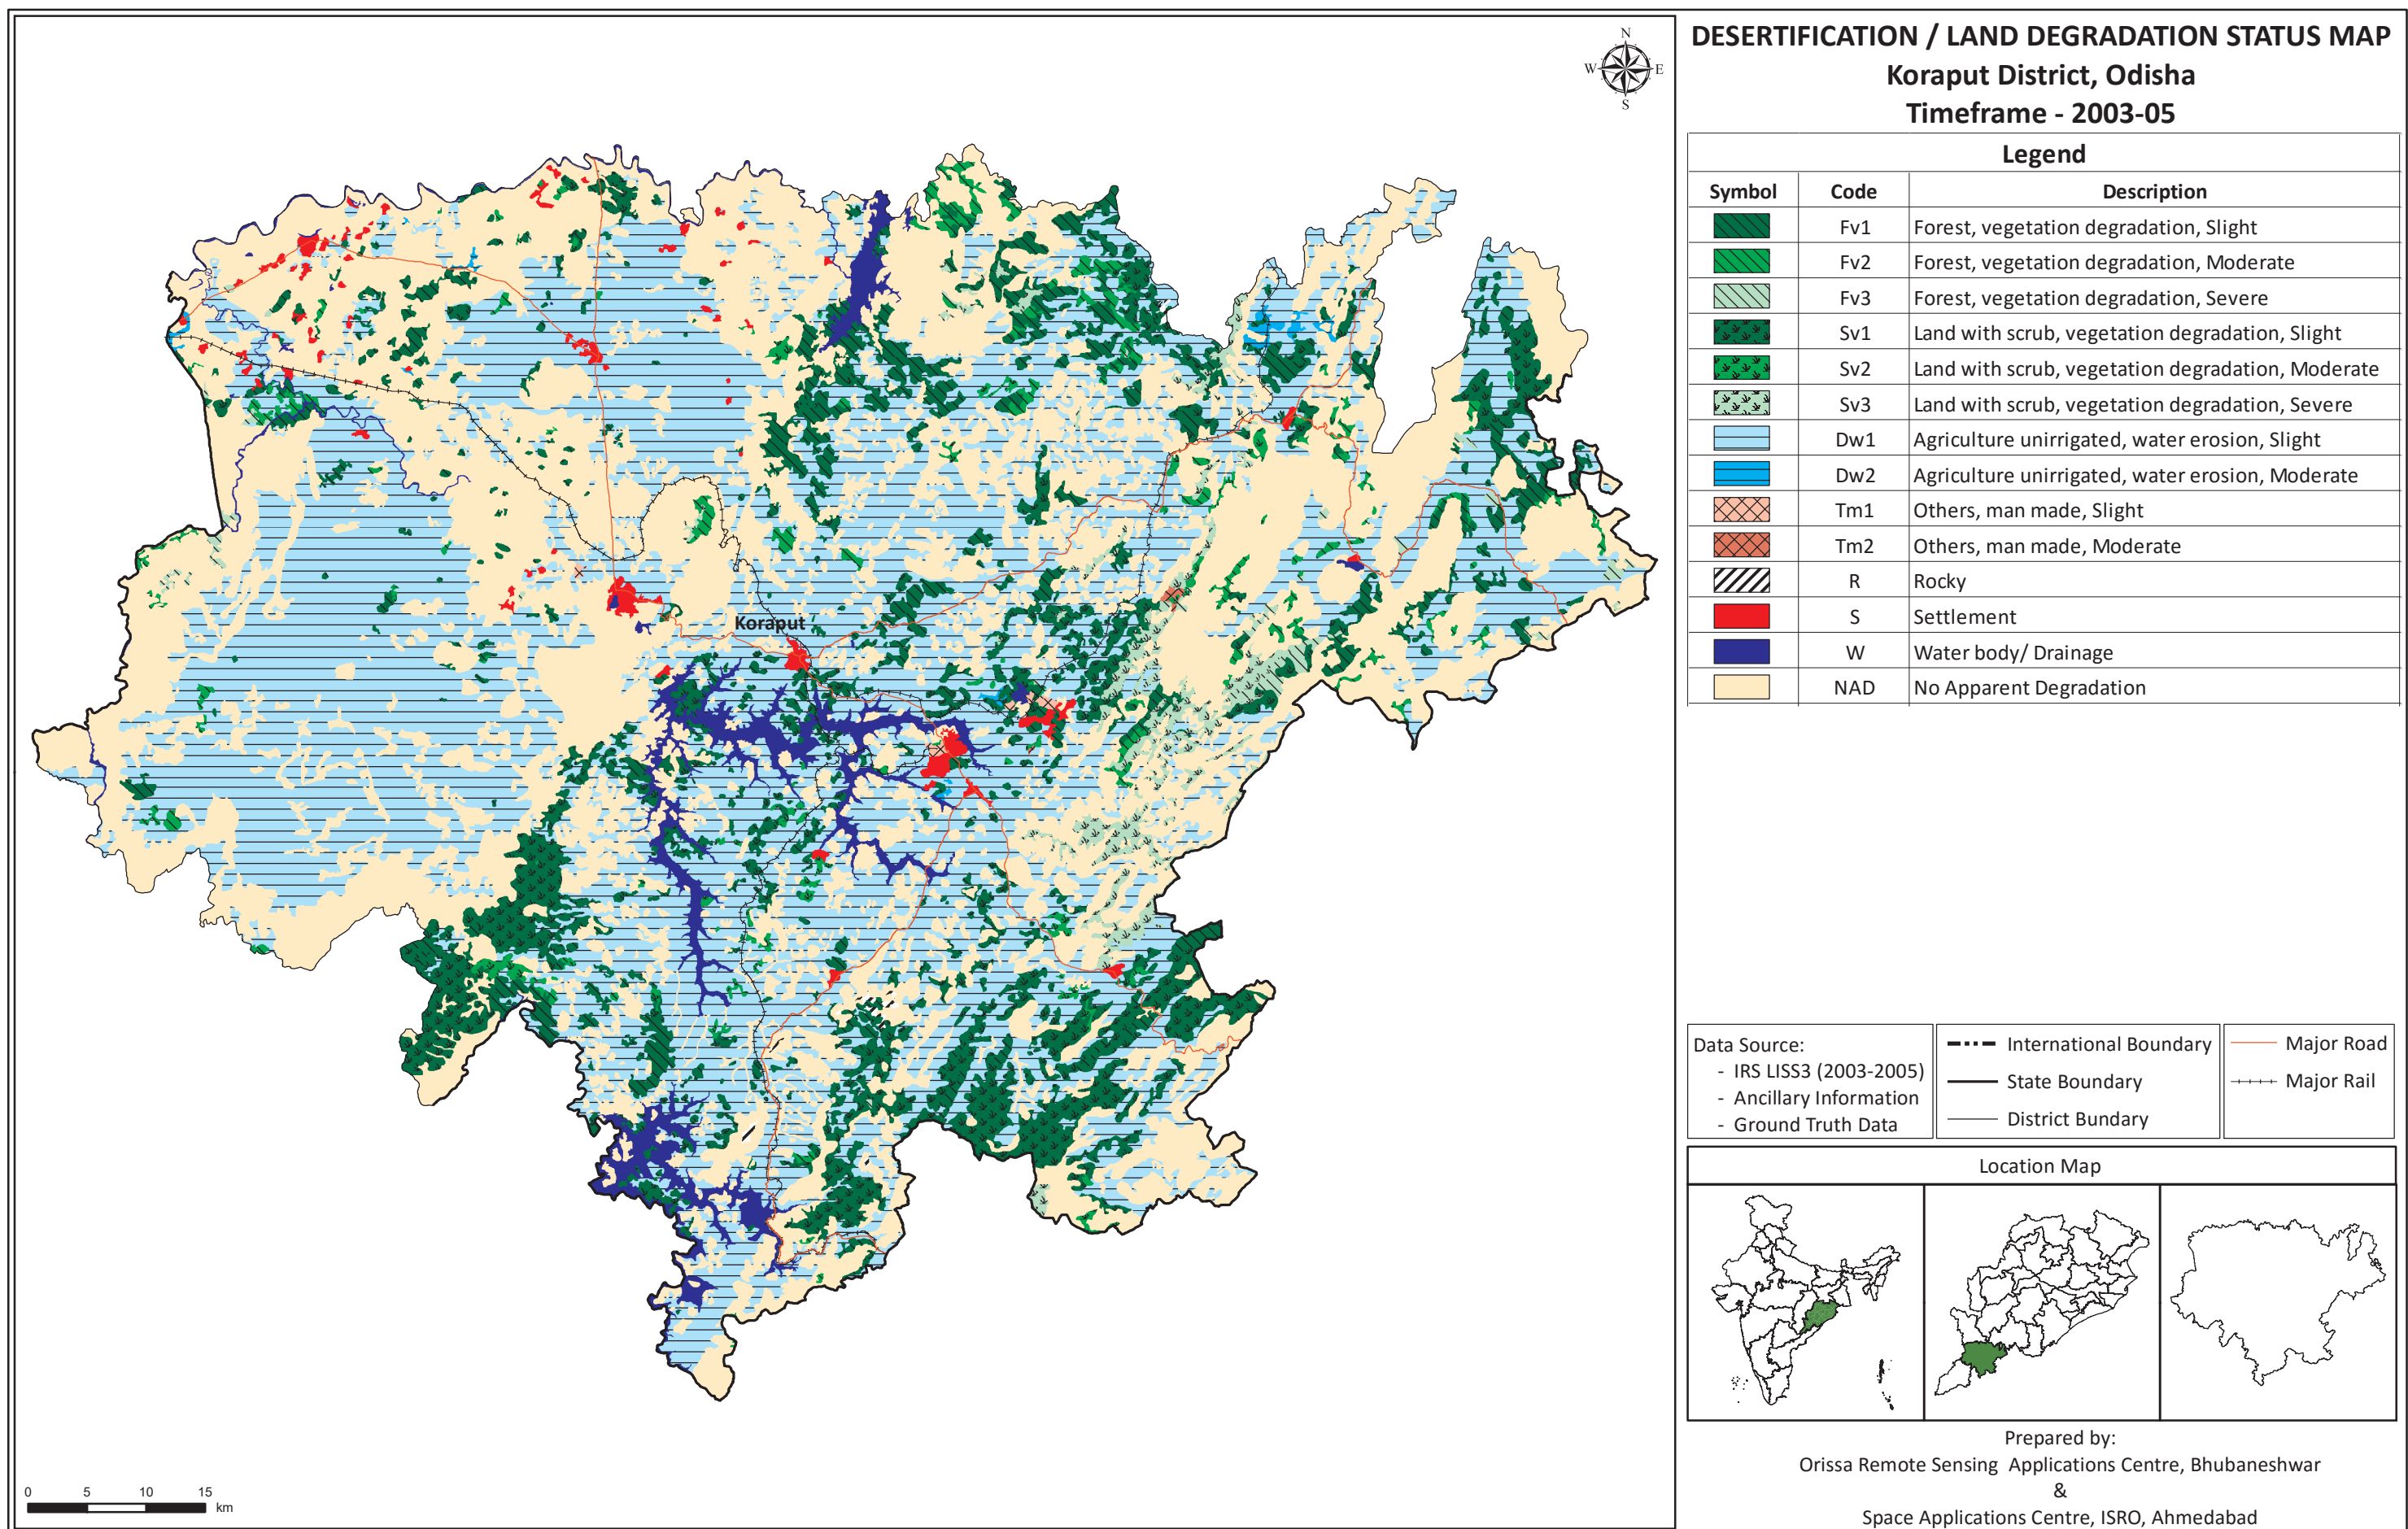 N
W
E
S
Koraput
0 5 10 15
km
DESERTIFICATION / LAND DEGRADATION STATUS MAP
Koraput District, Odisha
Timeframe - 2003-05
Legend
Symbol Code Description
Fv1 Forest, vegetation degradation, Slight
Fv2 Forest, vegetation degradation, Moderate
Fv3 Forest, vegetation degradation, Severe
Sv1 Land with scrub, vegetation degradation, Slight
Sv2 Land with scrub, vegetation degradation, Moderate
Sv3 Land with scrub, vegetation degradation, Severe
Dw1 Agriculture unirrigated, water erosion, Slight
Dw2 Agriculture unirrigated, water erosion, Moderate
Tm1 Others, man made, Slight
Tm2 Others, man made, Moderate
R Rocky
S Settlement
W Water body/ Drainage
NAD No Apparent Degradation
Data Source:
- IRS LISS3 (2003-2005)
- Ancillary Information
- Ground Truth Data
International Boundary
State Boundary
District Bundary
Major Road
Major Rail
Location Map
Prepared by:
Orissa Remote Sensing Applications Centre, Bhubaneshwar
&
Space Applications Centre, ISRO, Ahmedabad